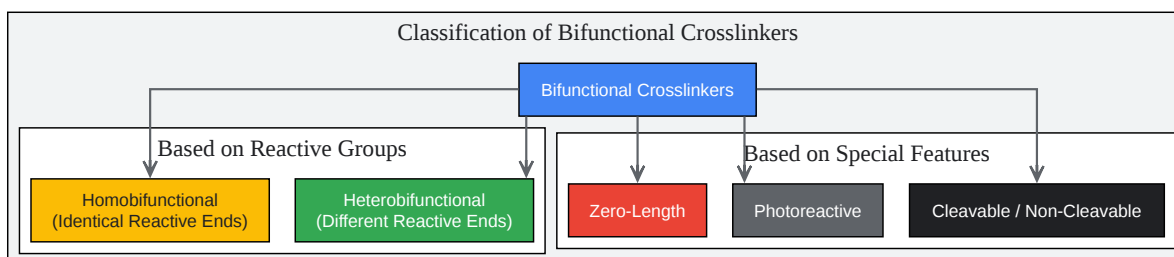 Classification of Bifunctional Crosslinkers
Bifunctional Crosslinkers
Based on Reactive Groups
Based on Special Features
Homobifunctional
(Identical Reactive Ends)
Heterobifunctional
(Different Reactive Ends)
Zero-Length
Photoreactive
Cleavable / Non-Cleavable